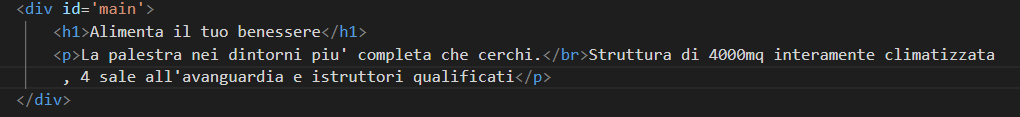 <div id='main'>
<h1>Alimenta il tuo benessere</h1>
<p>La palestra nei dintorni piu' completa che cerchi.</br>Struttura di 4000mq interamente climatizzata
, 4 sale all'avanguardia e istruttori qualificati</p>
</div>